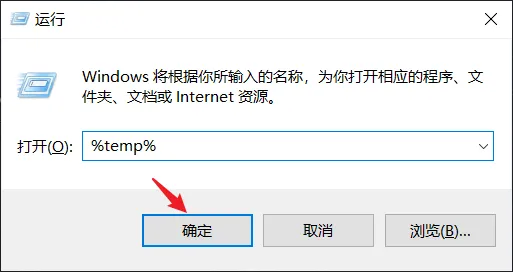 运行
Windows 将根据你所输入的名称，为你打开相应的程序、文
件夹、文档或 Internet 资源。
打开(O): %temp%
确定 取消 浏览(B)...